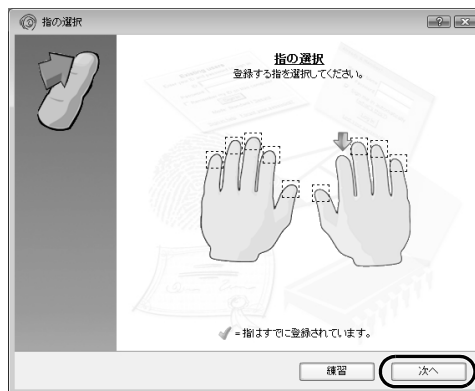 指の選択
指の選択
登録する指を選択してください。
=指はすでに登録されています。
練習
次へ